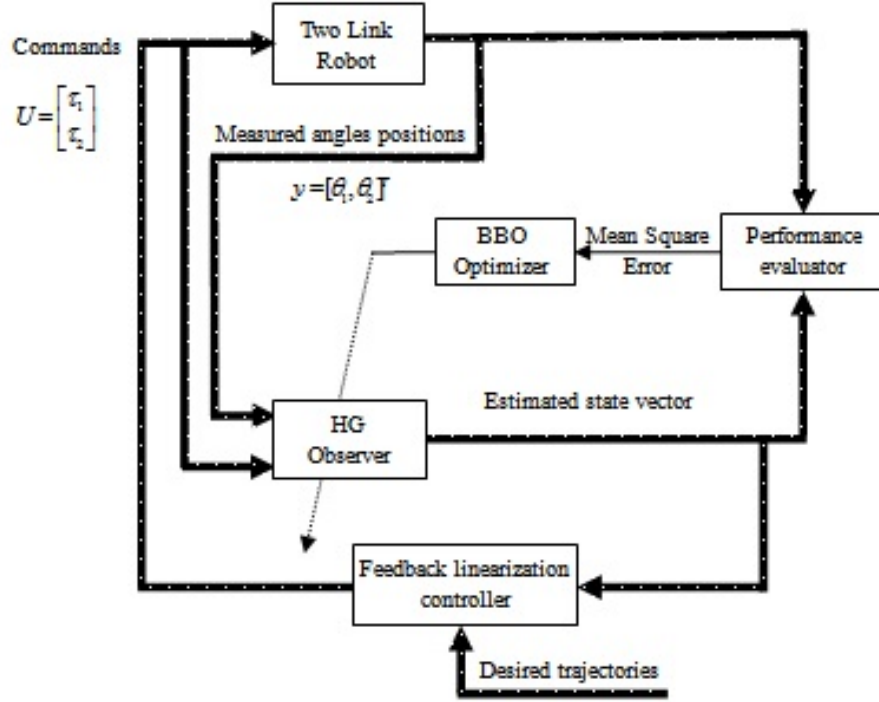 Commands
U = [τ₁
τ₂]
Two Link
Robot
Measured angles positions
y=[θ₁,θ₂]ᵗ
BBO
Optimizer
Mean Square
Error
Performance
evaluator
HG
Observer
Estimated state vector
Feedback linearization
controller
Desired trajectories